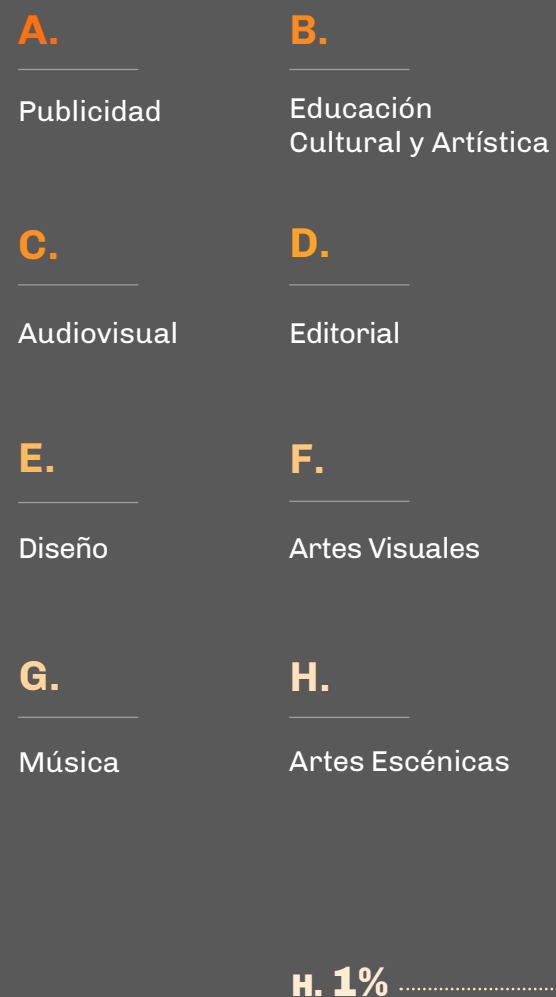 A.
Publicidad
B.
Educación
Cultural y Artística
C.
Audiovisual
D.
Editorial
E.
Diseño
F.
Artes Visuales
G.
Música
H.
Artes Escénicas
H. 1%